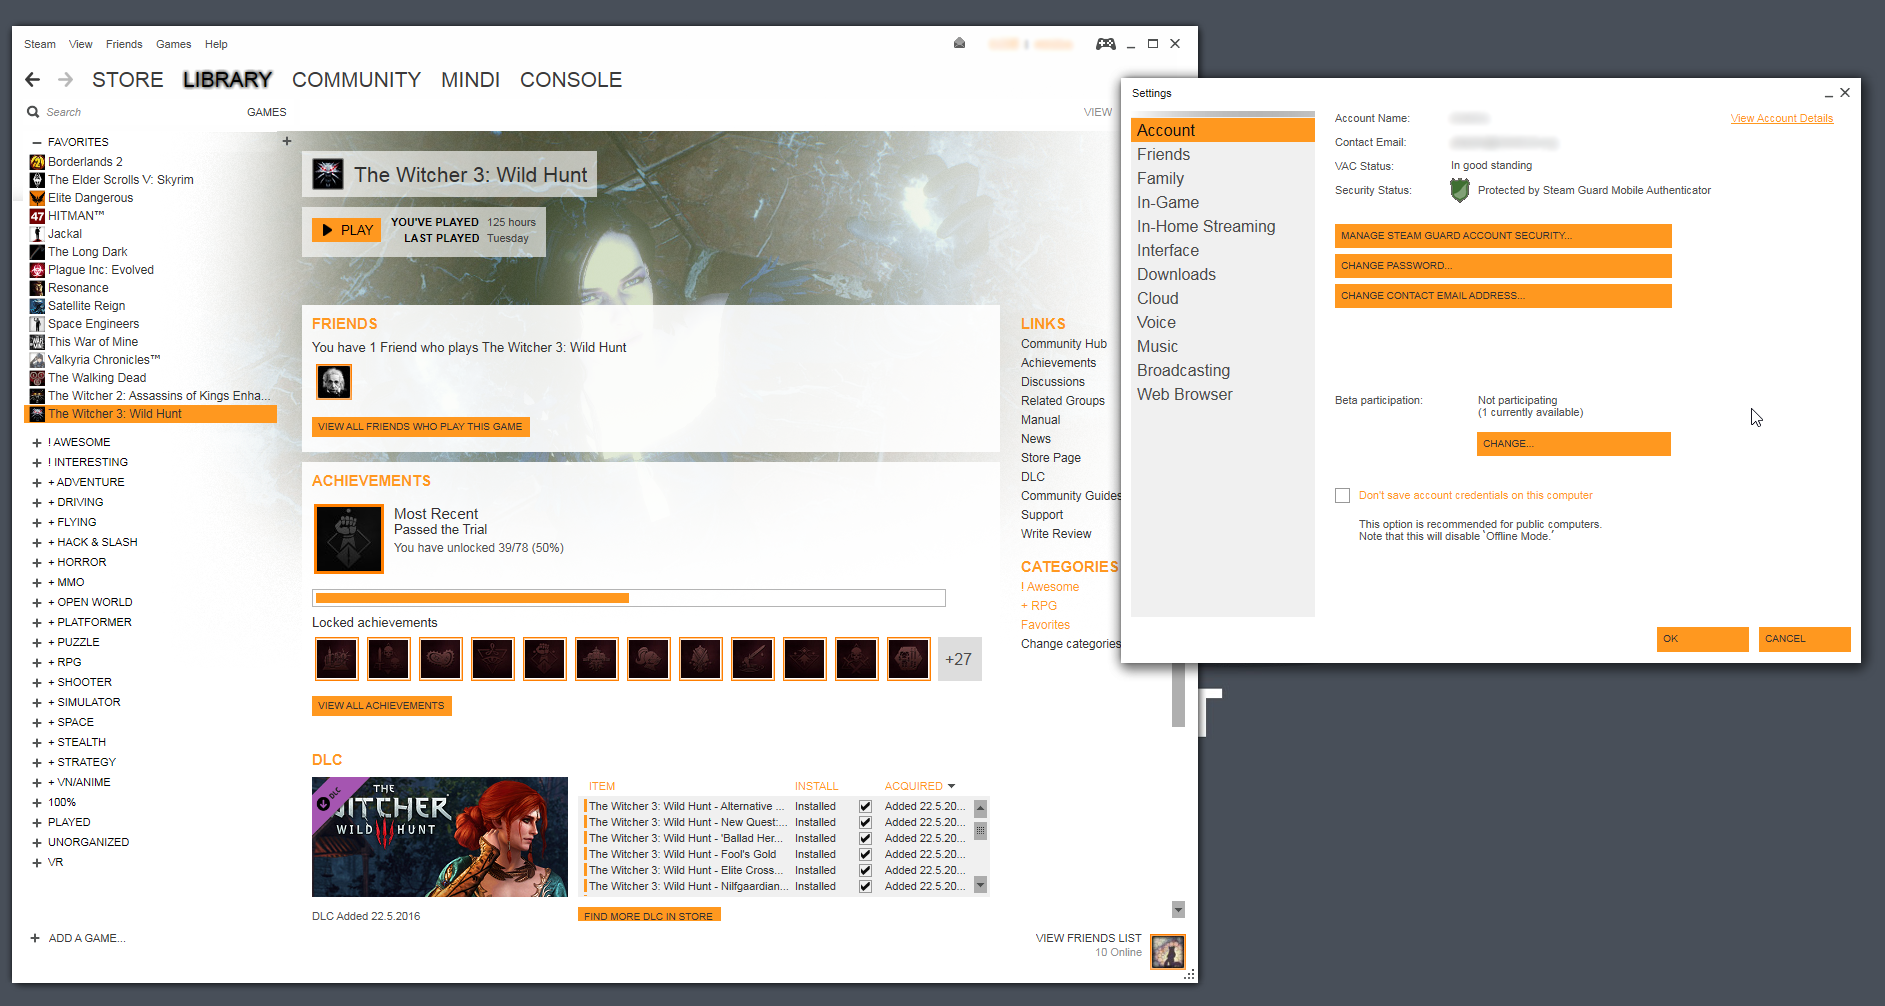 Steam View Friends Games Help
STORE LIBRARY COMMUNITY MINDI CONSOLE
Search
GAMES
VIEW
FAVORITES
Borderlands 2
The Elder Scrolls V: Skyrim
Elite Dangerous
HITMAN™
Jackal
The Long Dark
Plague Inc: Evolved
Resonance
Satellite Reign
Space Engineers
This War of Mine
Valkyria Chronicles™
The Walking Dead
The Witcher 2: Assassins of Kings Enha...
The Witcher 3: Wild Hunt
! AWESOME
! INTERESTING
+ ADVENTURE
+ DRIVING
+ FLYING
+ HACK & SLASH
+ HORROR
+ MMO
+ OPEN WORLD
+ PLATFORMER
+ PUZZLE
+ RPG
+ SHOOTER
+ SIMULATOR
+ SPACE
+ STEALTH
+ STRATEGY
+ VN/ANIME
100%
PLAYED
UNORGANIZED
VR
ADD A GAME...
The Witcher 3: Wild Hunt
PLAY
YOU'VE PLAYED 125 hours
LAST PLAYED Tuesday
FRIENDS
You have 1 Friend who plays The Witcher 3: Wild Hunt
VIEW ALL FRIENDS WHO PLAY THIS GAME
ACHIEVEMENTS
Most Recent
Passed the Trial
You have unlocked 39/78 (50%)
Locked achievements
+27
VIEW ALL ACHIEVEMENTS
DLC
DLC
THE
WITCHER
WILD HUNT
DLC Added 22.5.2016
ITEM INSTALL ACQUIRED
The Witcher 3: Wild Hunt - Alternative ... Installed Added 22.5.20...
The Witcher 3: Wild Hunt - New Quest:... Installed Added 22.5.20...
The Witcher 3: Wild Hunt - 'Ballad Her... Installed Added 22.5.20...
The Witcher 3: Wild Hunt - Fool's Gold Installed Added 22.5.20...
The Witcher 3: Wild Hunt - Elite Cross... Installed Added 22.5.20...
The Witcher 3: Wild Hunt - Nilfgaardian... Installed Added 22.5.20...
FIND MORE DLC IN STORE
LINKS
Community Hub
Achievements
Discussions
Related Groups
Manual
News
Store Page
DLC
Community Guides
Support
Write Review
CATEGORIES
! Awesome
+ RPG
Favorites
Change categories
VIEW FRIENDS LIST
10 Online
Settings
Account
Friends
Family
In-Game
In-Home Streaming
Interface
Downloads
Cloud
Voice
Music
Broadcasting
Web Browser
Account Name:
View Account Details
Contact Email:
VAC Status: In good standing
Security Status: Protected by Steam Guard Mobile Authenticator
MANAGE STEAM GUARD ACCOUNT SECURITY...
CHANGE PASSWORD...
CHANGE CONTACT EMAIL ADDRESS...
Beta participation: Not participating
(1 currently available)
CHANGE...
Don't save account credentials on this computer
This option is recommended for public computers.
Note that this will disable 'Offline Mode.'
OK CANCEL